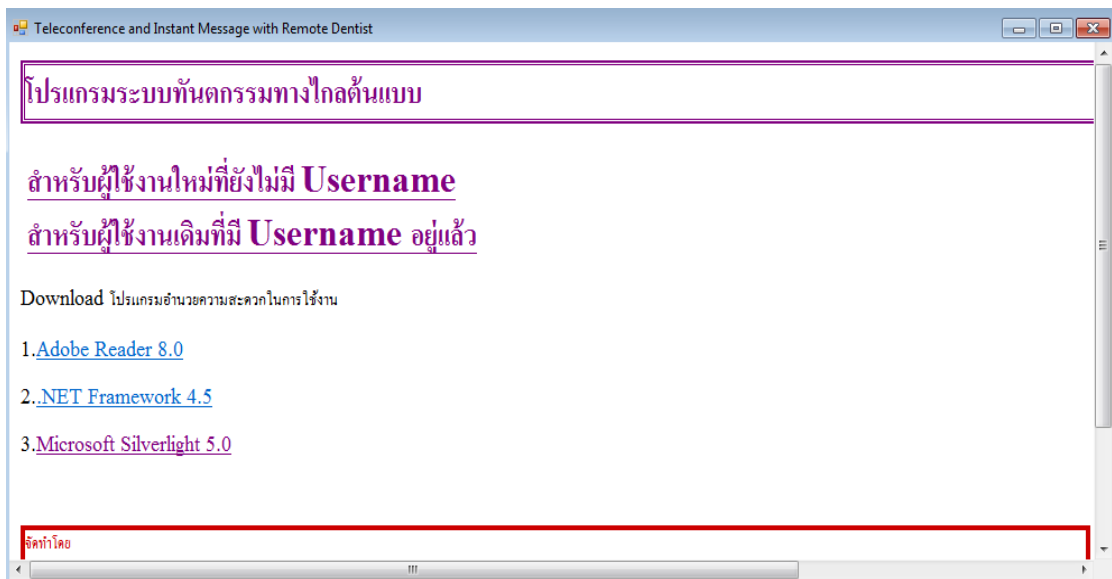 Teleconference and Instant Message with Remote Dentist
โปรแกรมระบบทันตกรรมทางไกลต้นแบบ
สำหรับผู้ใช้งานใหม่ที่ยังไม่มี Username
สำหรับผู้ใช้งานเดิมที่มี Username อยู่แล้ว
Download โปรแกรมอำนวยความสะดวกในการใช้งาน
1.Adobe Reader 8.0
2..NET Framework 4.5
3.Microsoft Silverlight 5.0
จัดทำโดย